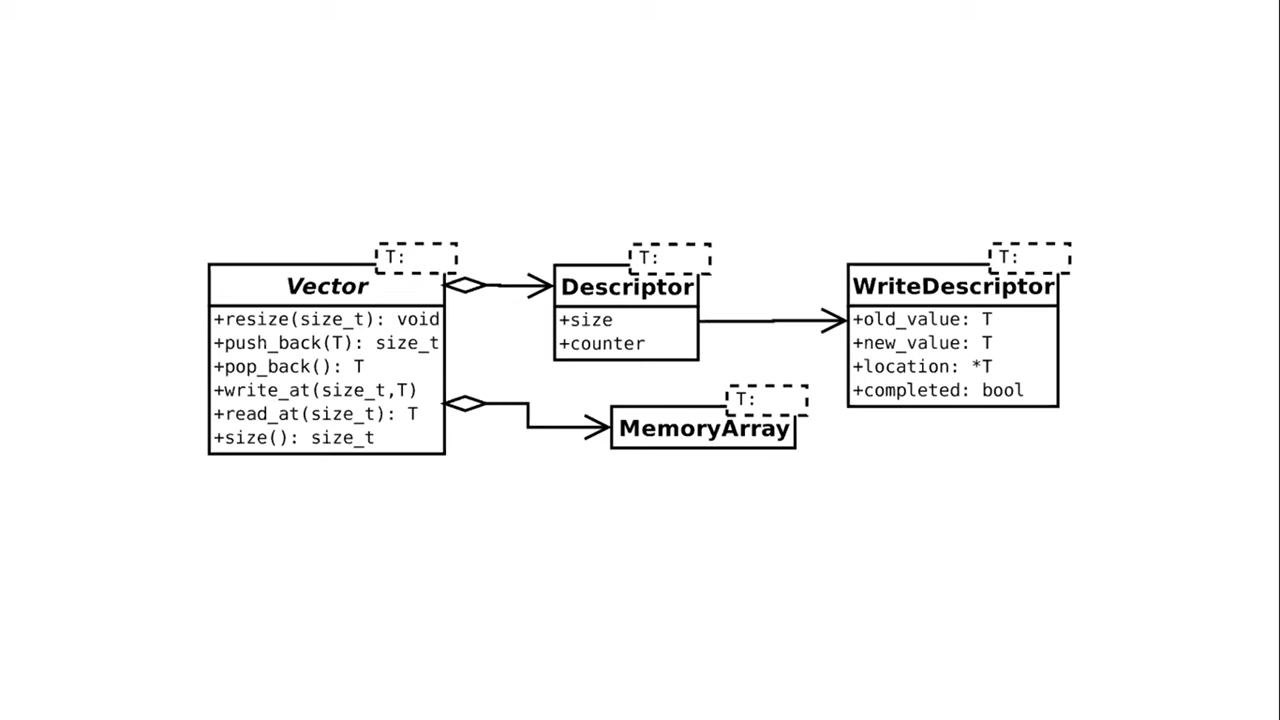 T:
Vector
+resize(size_t): void
+push_back(T): size_t
+pop_back(): T
+write_at(size_t,T)
+read_at(size_t): T
+size(): size_t
T:
Descriptor
+size
+counter
T:
MemoryArray
T:
WriteDescriptor
+old_value: T
+new_value: T
+location: *T
+completed: bool